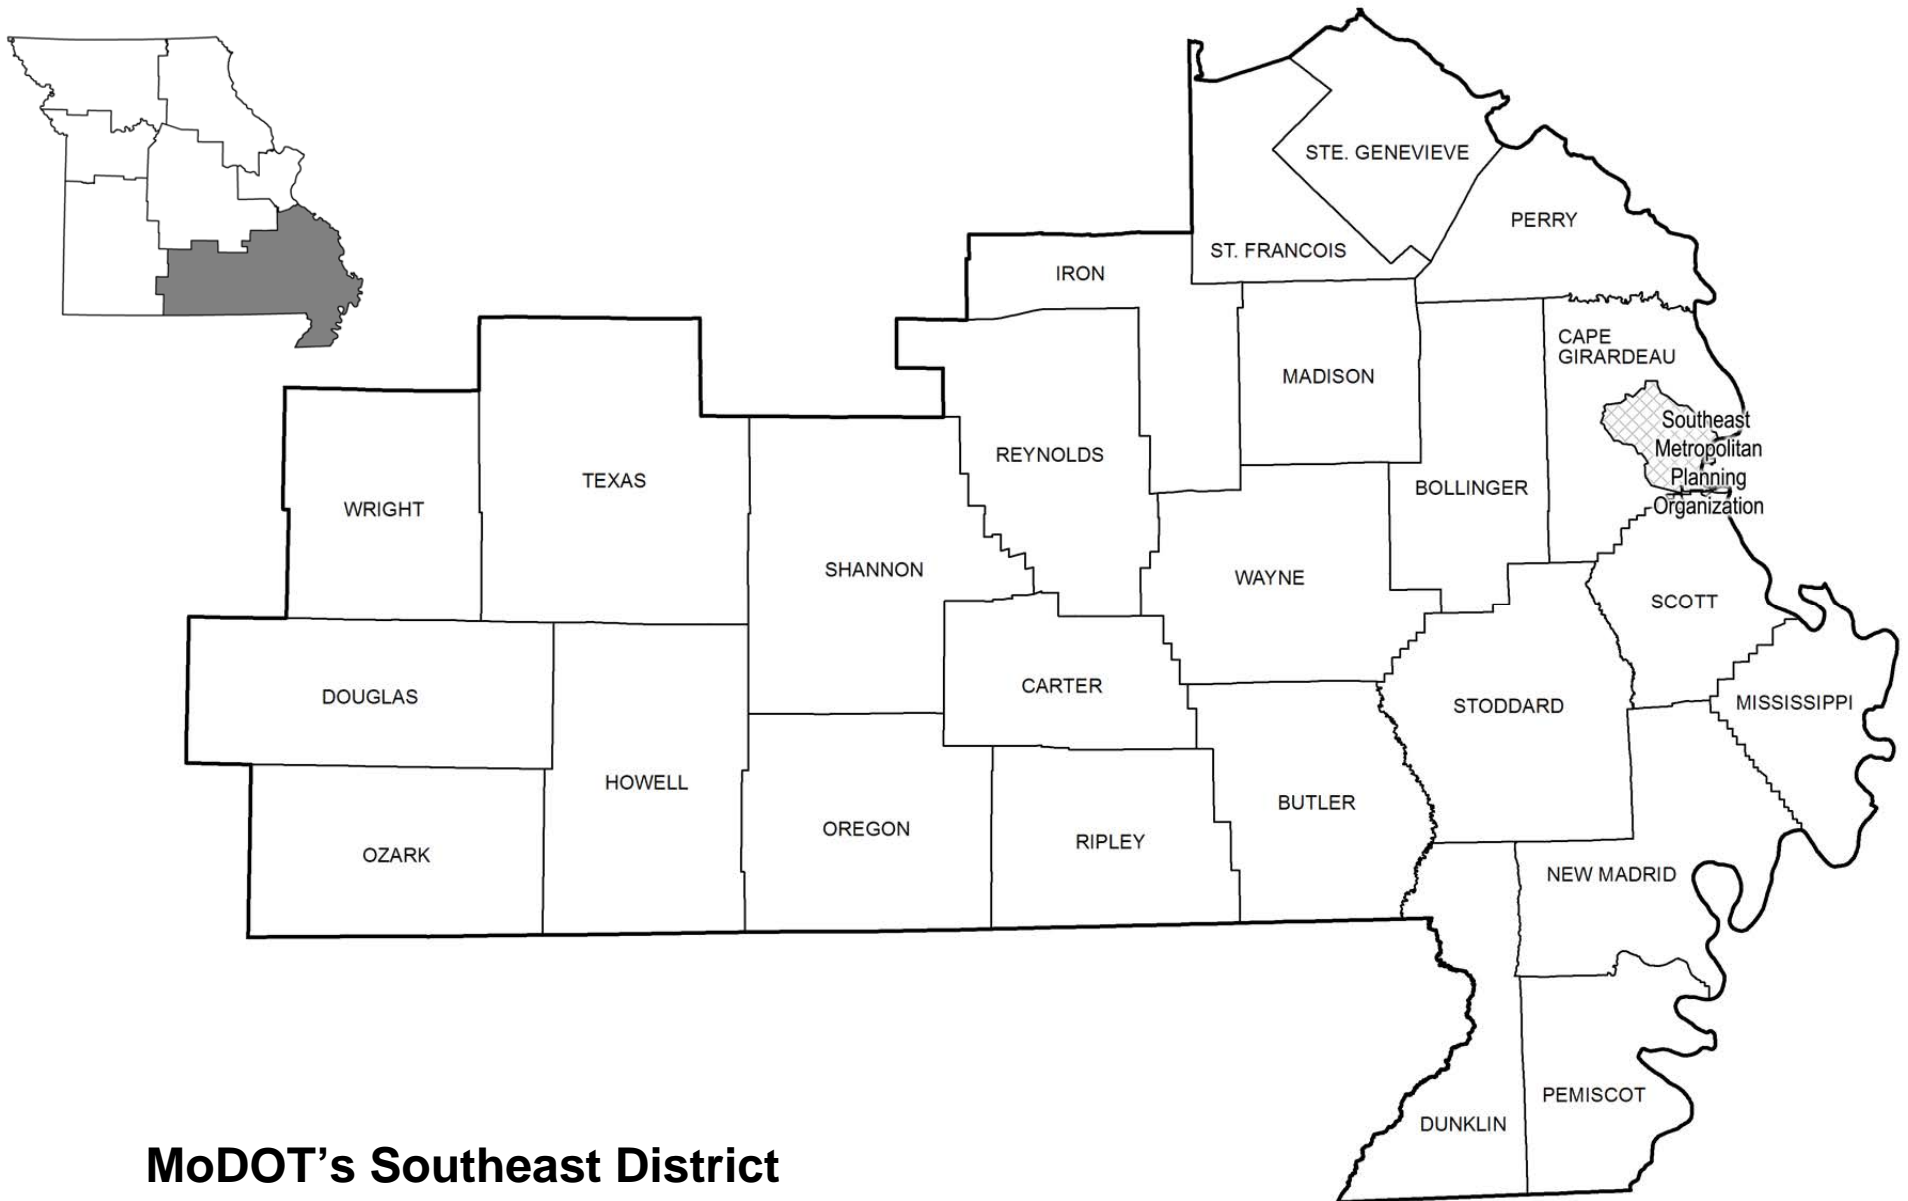 STE. GENEVIEVE
PERRY
ST. FRANCOIS
IRON
CAPE
GIRARDEAU
MADISON
Southeast
Metropolitan
Planning
Organization
REYNOLDS
TEXAS
BOLLINGER
WRIGHT
SHANNON
WAYNE
SCOTT
CARTER
DOUGLAS
MISSISSIPPI
STODDARD
HOWELL
BUTLER
OREGON
RIPLEY
OZARK
NEW MADRID
PEMISCOT
DUNKLIN
MoDOT’s Southeast District